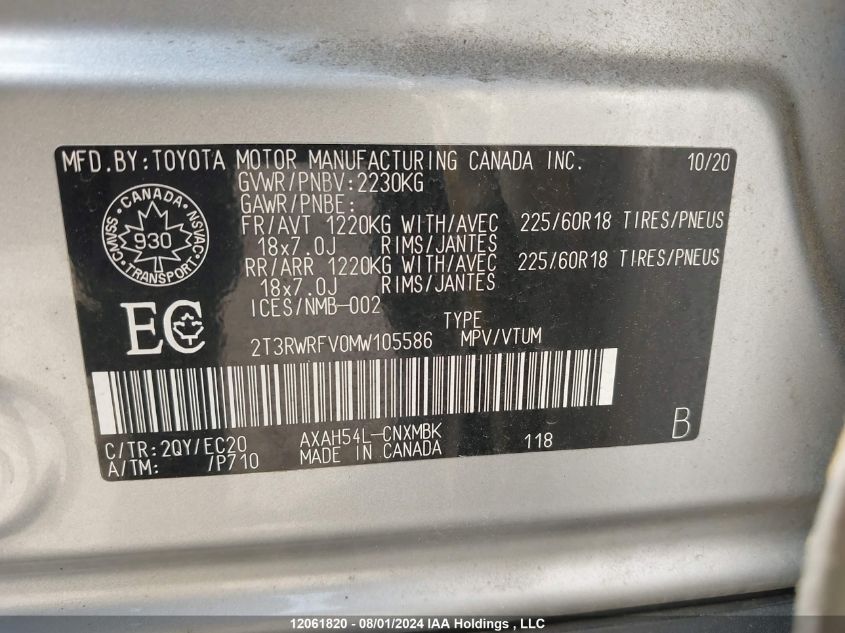 MFD.BY:TOYOTA MOTOR MANUFACTURING CANADA INC. 10/20
GVWR/PNBV:2230KG
GAWR/PNBE:
FR/AVT 1220KG WITH/AVEC 225/60R18 TIRES/PNEUS
18x7.0J RIMS/JANTES
RR/ARR 1220KG WITH/AVEC 225/60R18 TIRES/PNEUS
18x7.0J RIMS/JANTES
ICES/NMB-002
CANADA
CMVSS 930 NSVAC
TRANSPORT
EC
TYPE
2T3RWRFV0MW105586 MPV/VTUM
C/TR:2QY/EC20 AXAH54L-CNXMBK 118 B
A/TM: /P710 MADE IN CANADA
12061820 - 08/01/2024 IAA Holdings , LLC